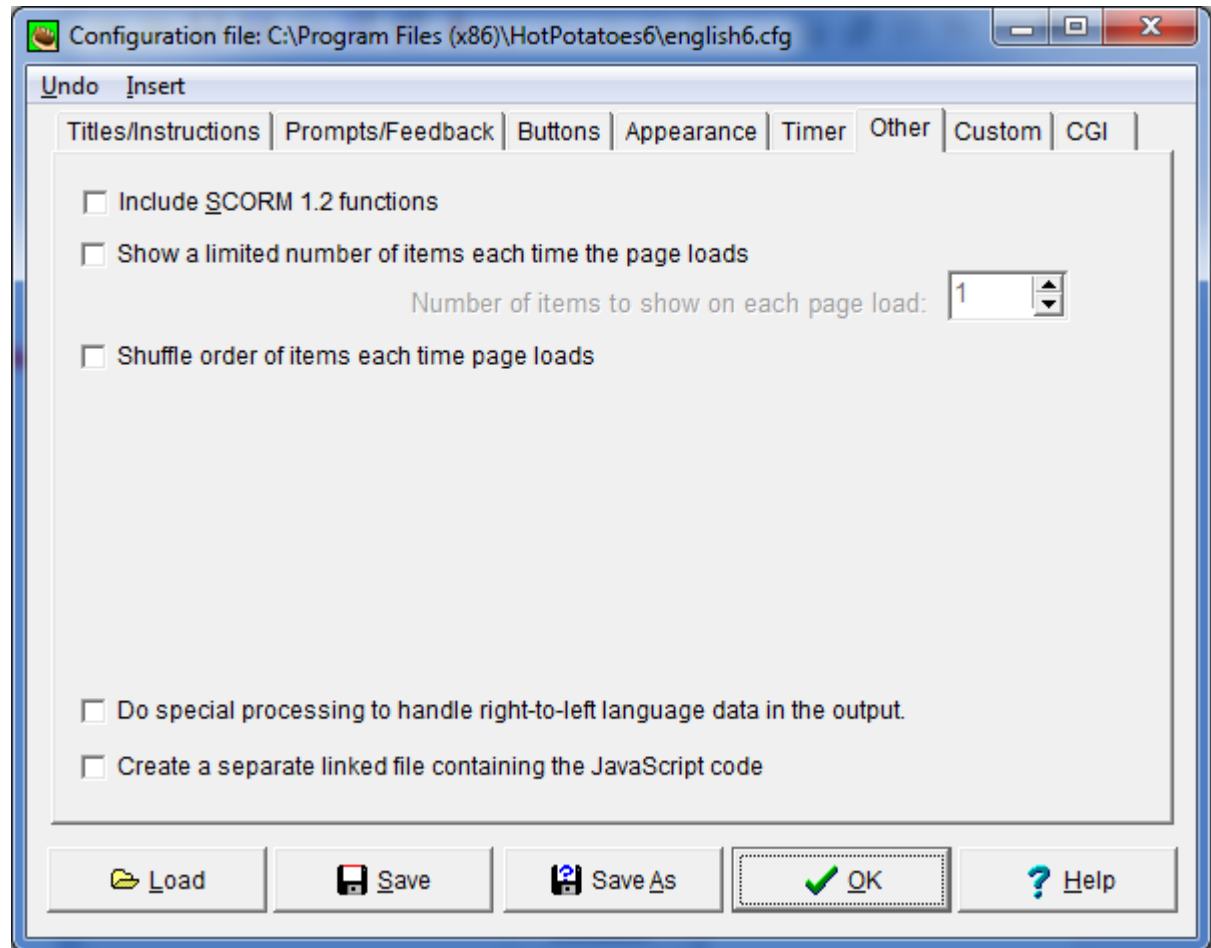 Configuration file: C:\Program Files (x86)\HotPotatoes6\english6.cfg
Undo Insert
Titles/Instructions Prompts/Feedback Buttons Appearance Timer Other Custom CGI
Include SCORM 1.2 functions
Show a limited number of items each time the page loads
Number of items to show on each page load: 1
Shuffle order of items each time page loads
Do special processing to handle right-to-left language data in the output.
Create a separate linked file containing the JavaScript code
Load Save Save As OK Help